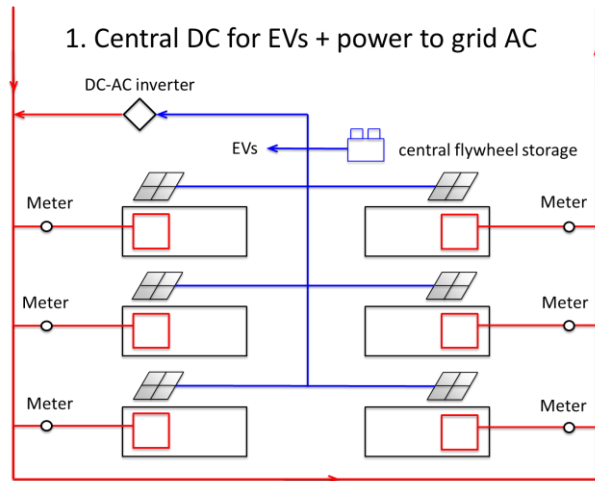 1. Central DC for EVs + power to grid AC
DC-AC inverter
EVs
central flywheel storage
Meter
Meter
Meter
Meter
Meter
Meter